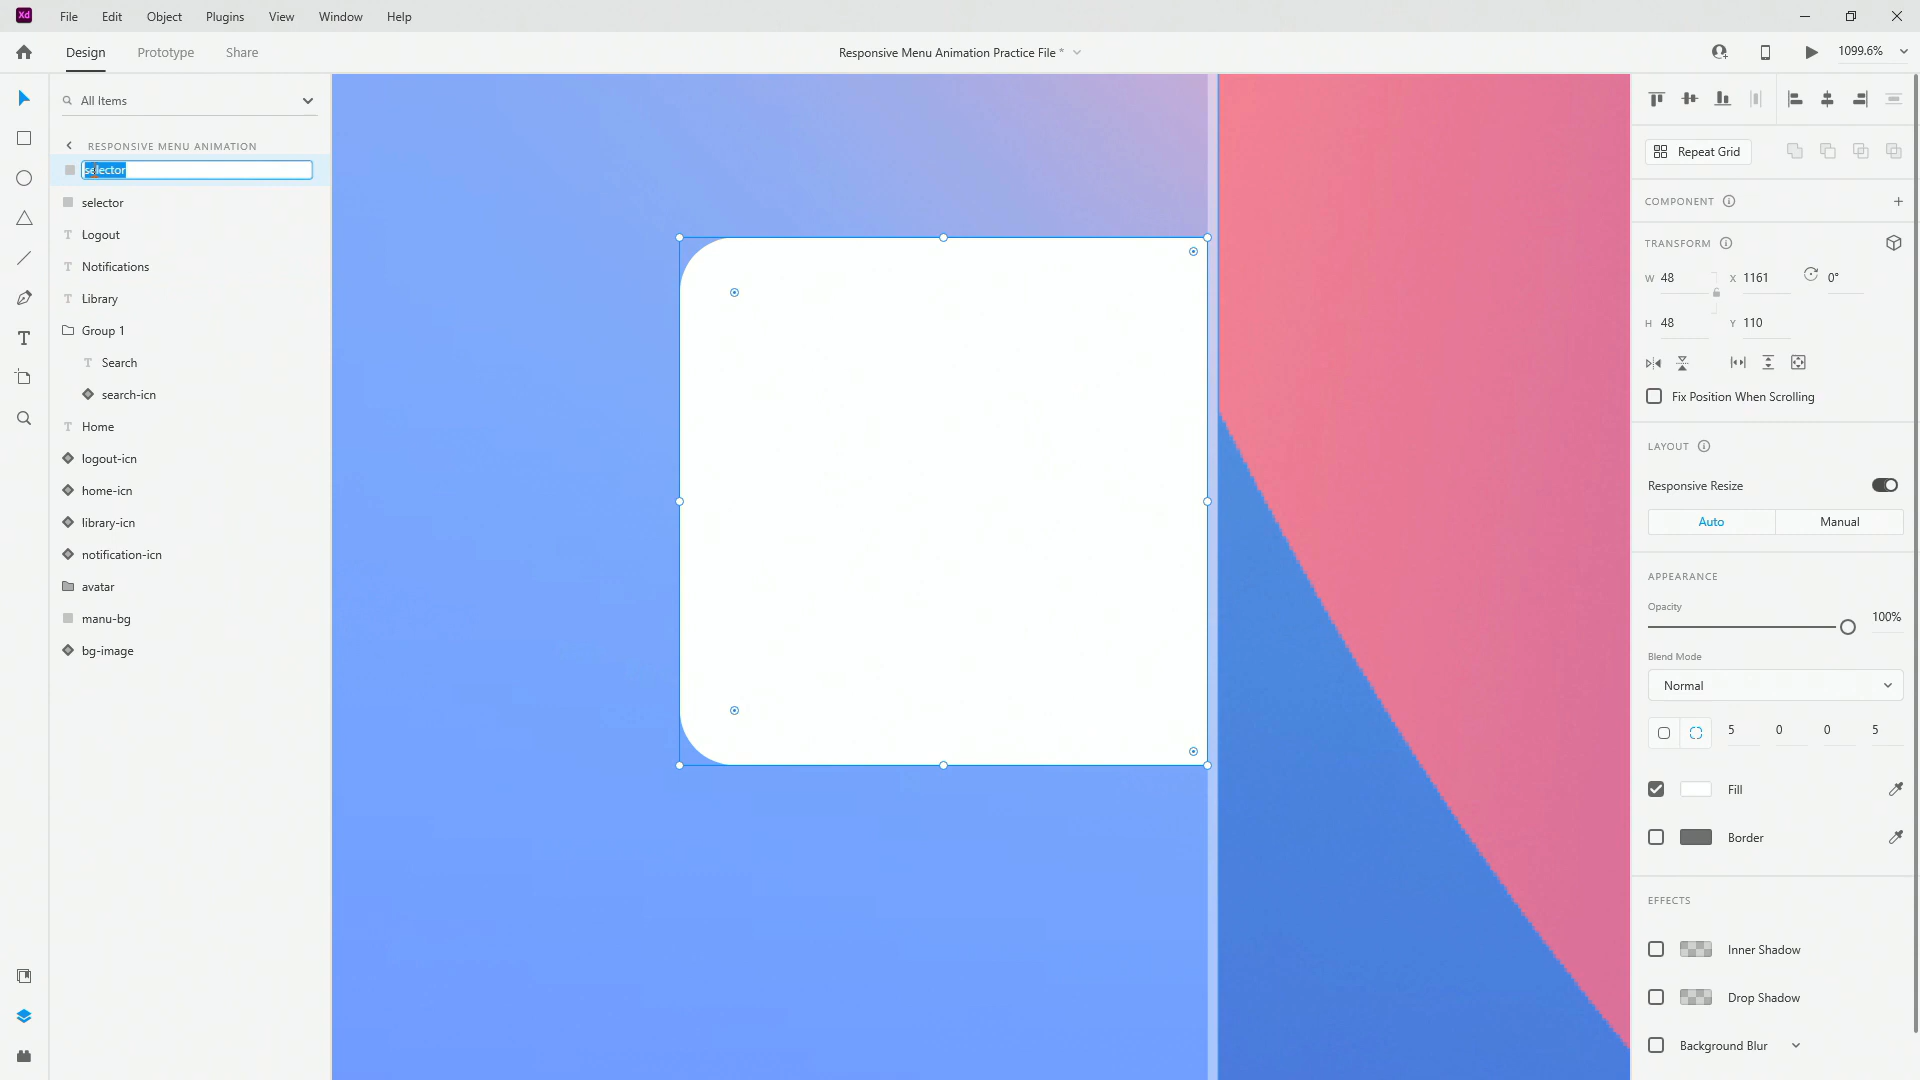 Xd File Edit Object Plugins View Window Help
Design Prototype Share Responsive Menu Animation Practice File * 1099.6%
All Items
RESPONSIVE MENU ANIMATION
selector
selector
Logout
Notifications
Library
Group 1
Search
search-icn
Home
logout-icn
home-icn
library-icn
notification-icn
avatar
manu-bg
bg-image
Repeat Grid
COMPONENT
TRANSFORM
W 48 X 1161 0°
H 48 Y 110
Fix Position When Scrolling
LAYOUT
Responsive Resize
Auto Manual
APPEARANCE
Opacity
100%
Blend Mode
Normal
5 0 0 5
Fill
Border
EFFECTS
Inner Shadow
Drop Shadow
Background Blur